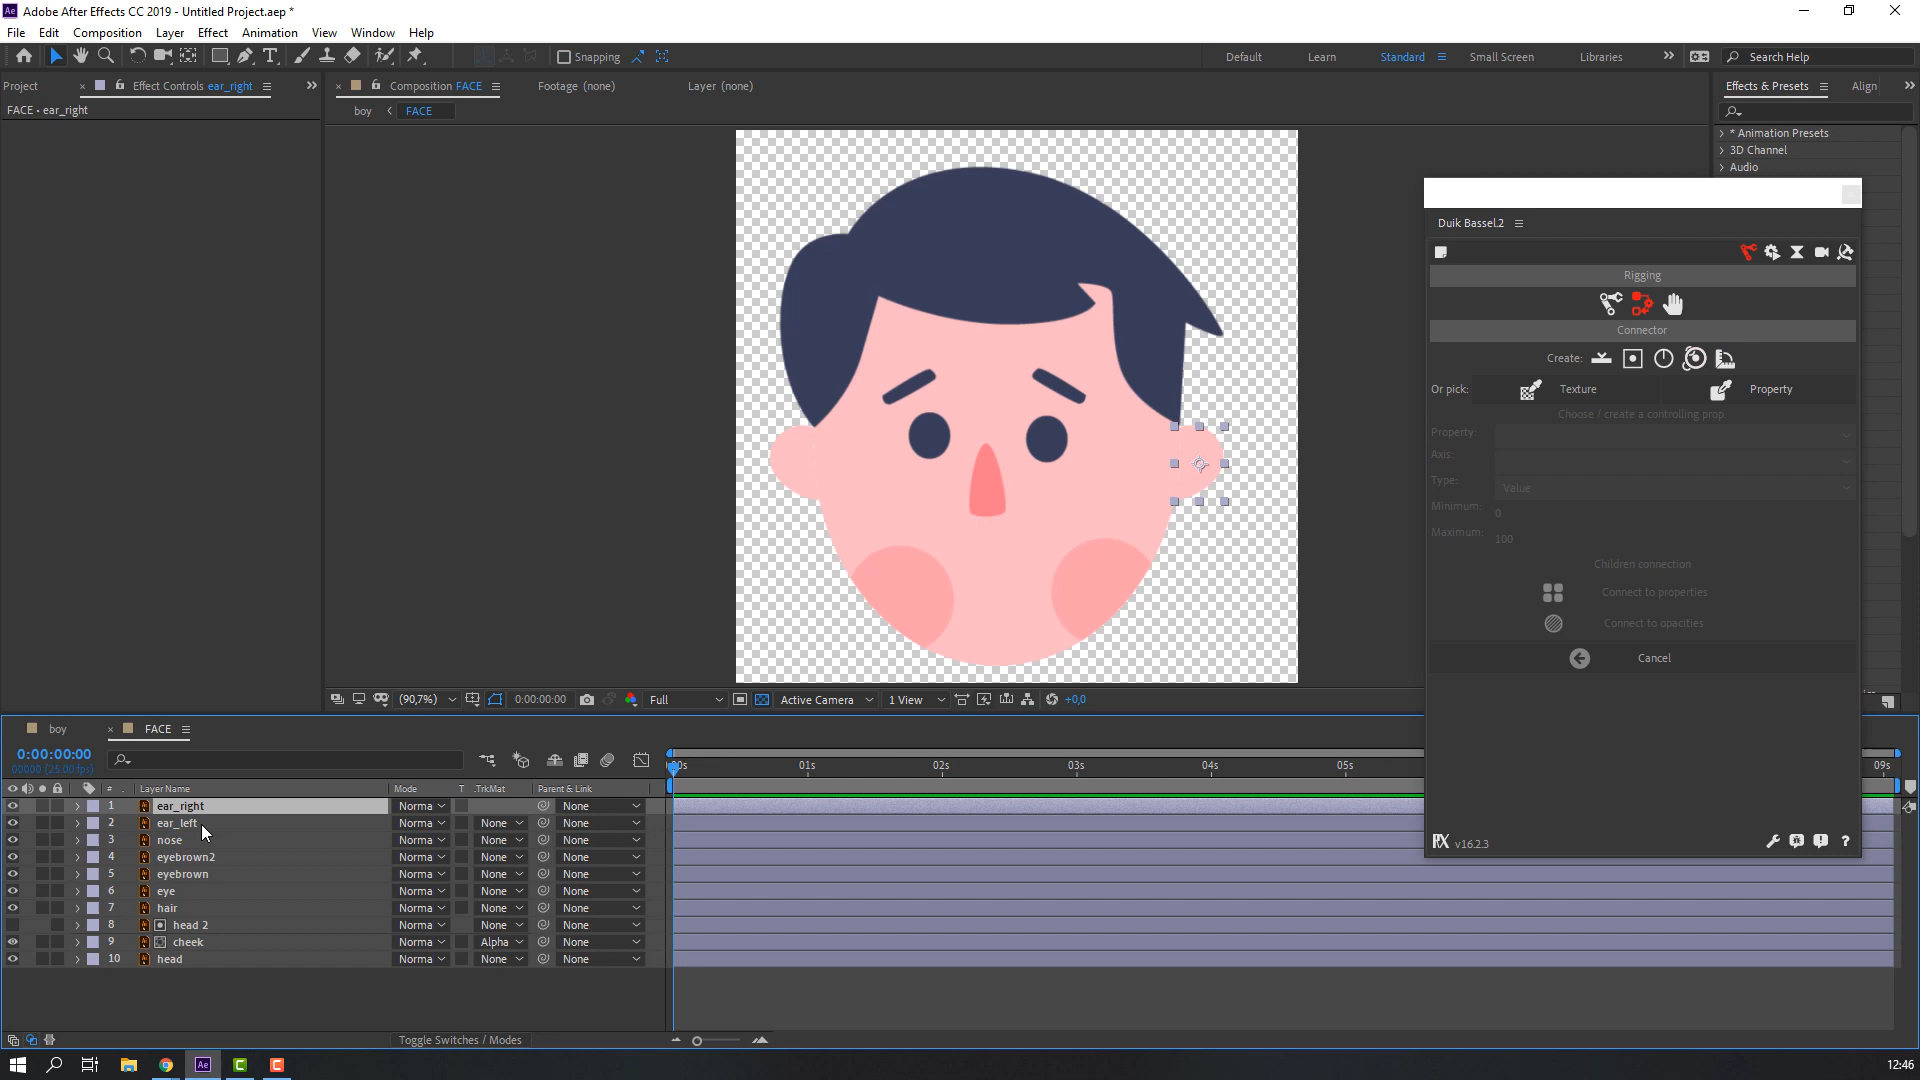 Adobe After Effects CC 2019 - Untitled Project.aep *
File Edit Composition Layer Effect Animation View Window Help
Snapping Default Learn Standard Small Screen Libraries Search Help
Project Effect Controls ear_right Composition FACE Footage (none) Layer (none) Effects & Presets Align
FACE • ear_right boy FACE
* Animation Presets
3D Channel
Audio
Duik Bassel.2
Rigging
Connector
Create:
Or pick: Texture Property
Choose / create a controlling prop.
Property:
Axis:
Type: Value
Minimum: 0
Maximum: 100
Children connection
Connect to properties
Connect to opacities
Cancel
v16.2.3
(90,7%) 0:00:00:00 Full Active Camera 1 View +0,0
boy FACE
0:00:00:00
00000 (25.00 fps)
00s 01s 02s 03s 04s 05s 09s
# Layer Name Mode T .TrkMat Parent & Link
1 ear_right Norma None
2 ear_left Norma None None
3 nose Norma None None
4 eyebrown2 Norma None None
5 eyebrown Norma None None
6 eye Norma None None
7 hair Norma None None
8 head 2 Norma None None
9 cheek Norma Alpha None
10 head Norma None None
Toggle Switches / Modes
12:46